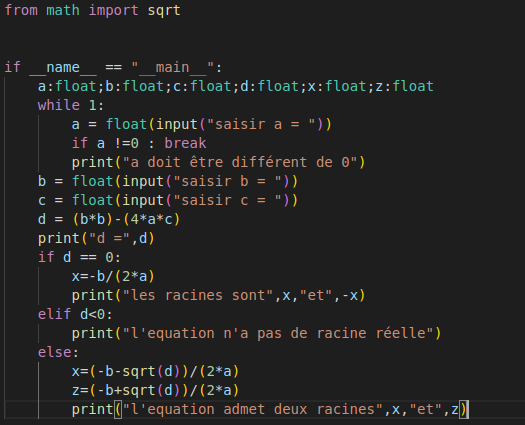 from math import sqrt
if __name__ == "__main__":
    a:float;b:float;c:float;d:float;x:float;z:float
    while 1:
        a = float(input("saisir a = "))
        if a !=0 : break
        print("a doit être différent de 0")
    b = float(input("saisir b = "))
    c = float(input("saisir c = "))
    d = (b*b)-(4*a*c)
    print("d =",d)
    if d == 0:
        x=-b/(2*a)
        print("les racines sont",x,"et",-x)
    elif d<0:
        print("l'equation n'a pas de racine réelle")
    else:
        x=(-b-sqrt(d))/(2*a)
        z=(-b+sqrt(d))/(2*a)
        print("l'equation admet deux racines",x,"et",z)